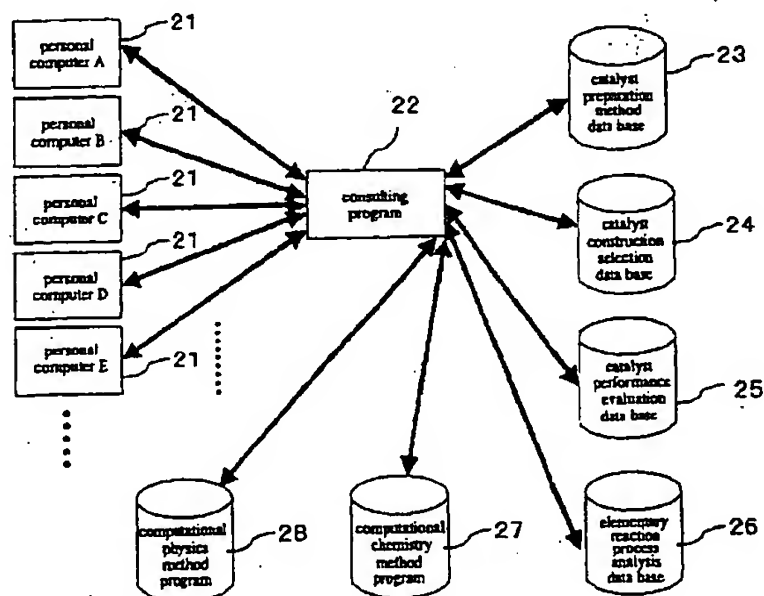 personal
computer A
21
personal
computer B
21
personal
computer C
21
personal
computer D
21
personal
computer E
21
22
consulting
program
catalyst
preparation
method
data base
23
catalyst
construction
selection
data base
24
catalyst
performance
evaluation
data base
25
elementary
reaction
process
analysis
data base
26
computational
chemistry
method
program
27
computational
physics
method
program
28